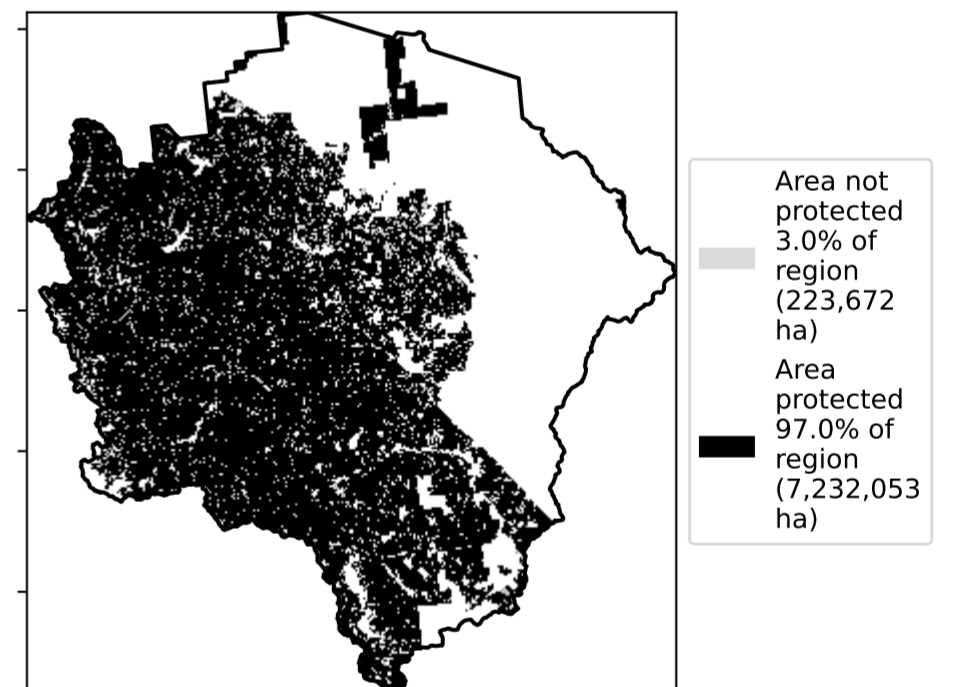 Area not
protected
3.0% of
region
(223,672
ha)
Area
protected
97.0% of
region
(7,232,053
ha)